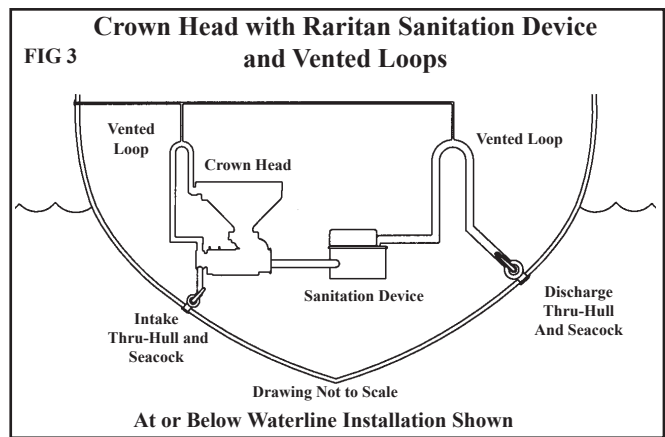 Crown Head with Raritan Sanitation Device
FIG 3
and Vented Loops
Vented
Loop
Crown Head
Vented Loop
Sanitation Device
Intake
Thru-Hull and
Seacock
Discharge
Thru-Hull
And Seacock
Drawing Not to Scale
At or Below Waterline Installation Shown